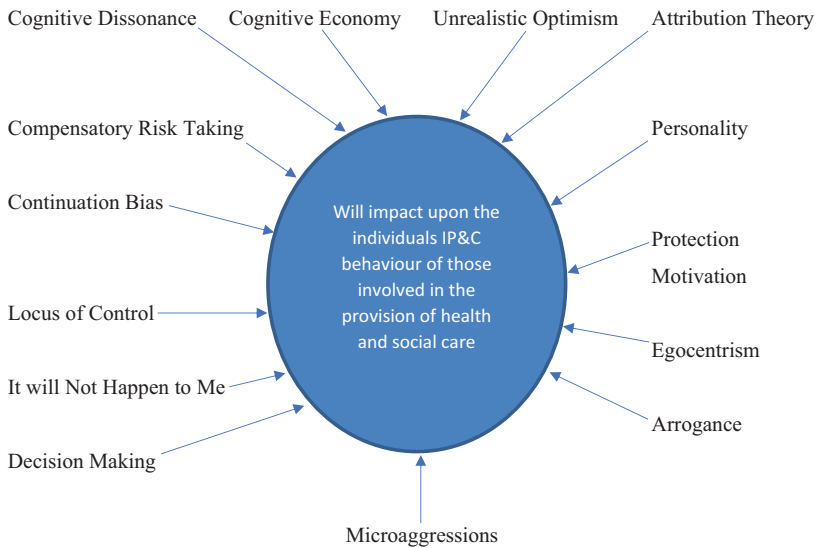 Cognitive Dissonance
Cognitive Economy
Unrealistic Optimism
Attribution Theory
Compensatory Risk Taking
Personality
Continuation Bias
Will impact upon the
individuals IP&C
behaviour of those
involved in the
provision of health
and social care
Protection
Motivation
Locus of Control
Egocentrism
It will Not Happen to Me
Arrogance
Decision Making
Microaggressions